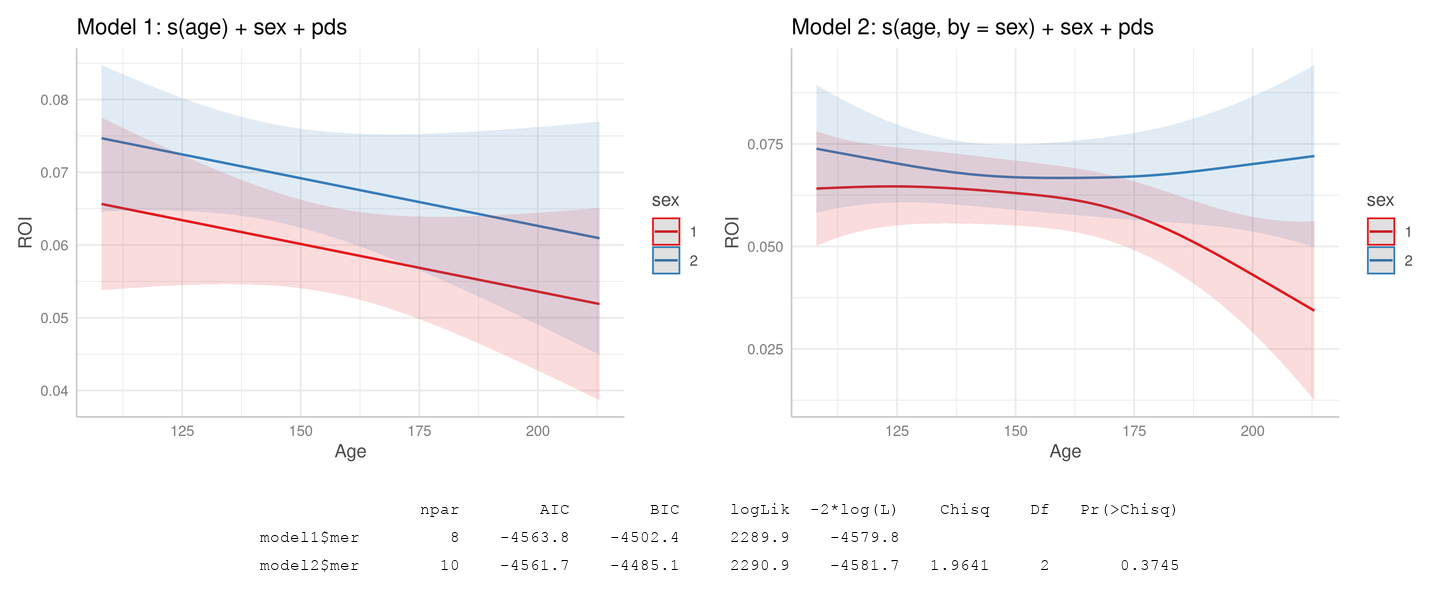 Model 1: s(age) + sex + pds
ROI
0.08
0.07
0.06
0.05
0.04
125 150 175 200
Age
sex
1
2
Model 2: s(age, by = sex) + sex + pds
ROI
0.075
0.050
0.025
125 150 175 200
Age
sex
1
2
npar AIC BIC logLik -2*log(L) Chisq Df Pr(>Chisq)
model1$mer 8 -4563.8 -4502.4 2289.9 -4579.8
model2$mer 10 -4561.7 -4485.1 2290.9 -4581.7 1.9641 2 0.3745